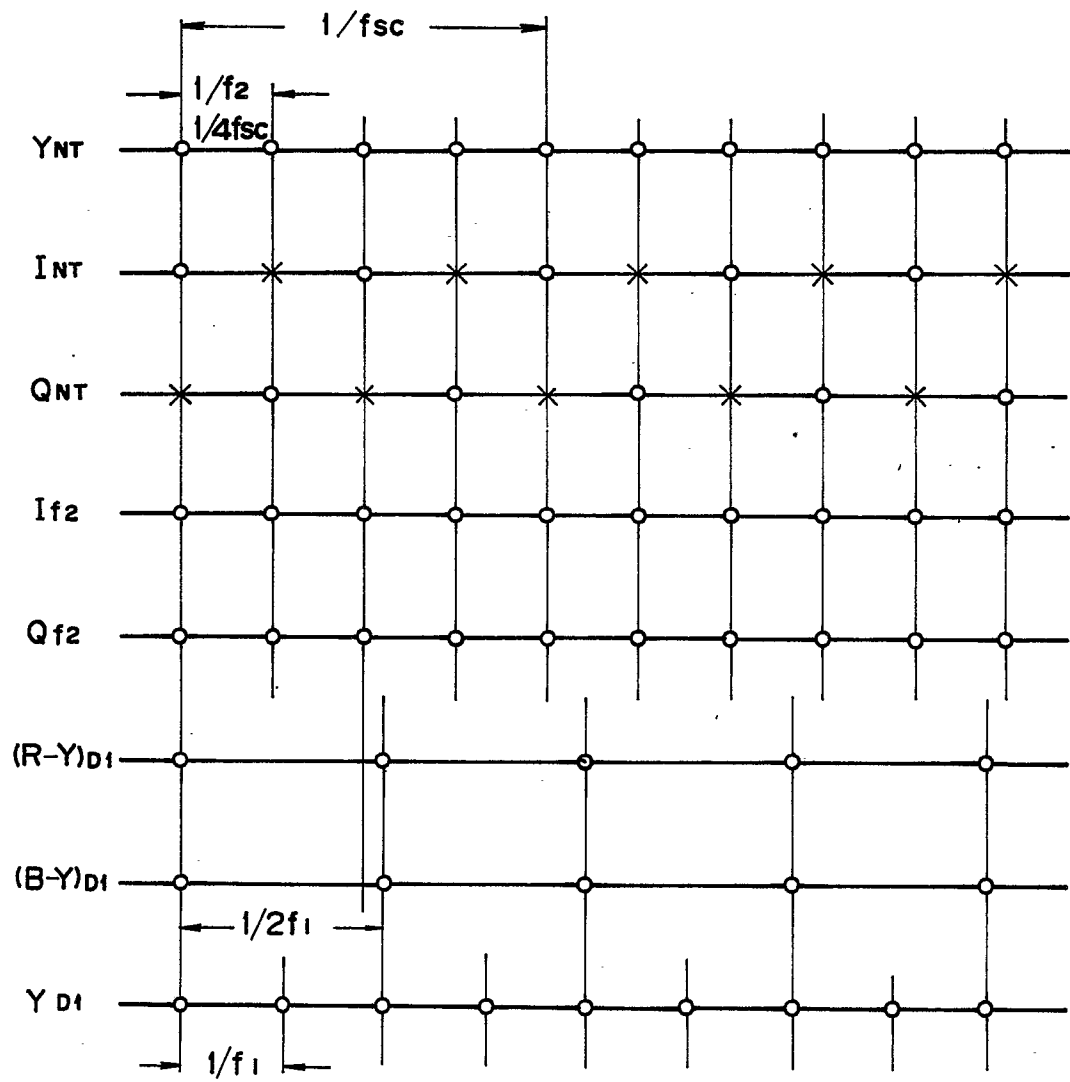 1/fsc
1/f2
1/4fsc
YNT
INT
QNT
If2
Qf2
(R-Y)D1
(B-Y)D1
1/2f1
YD1
1/f1